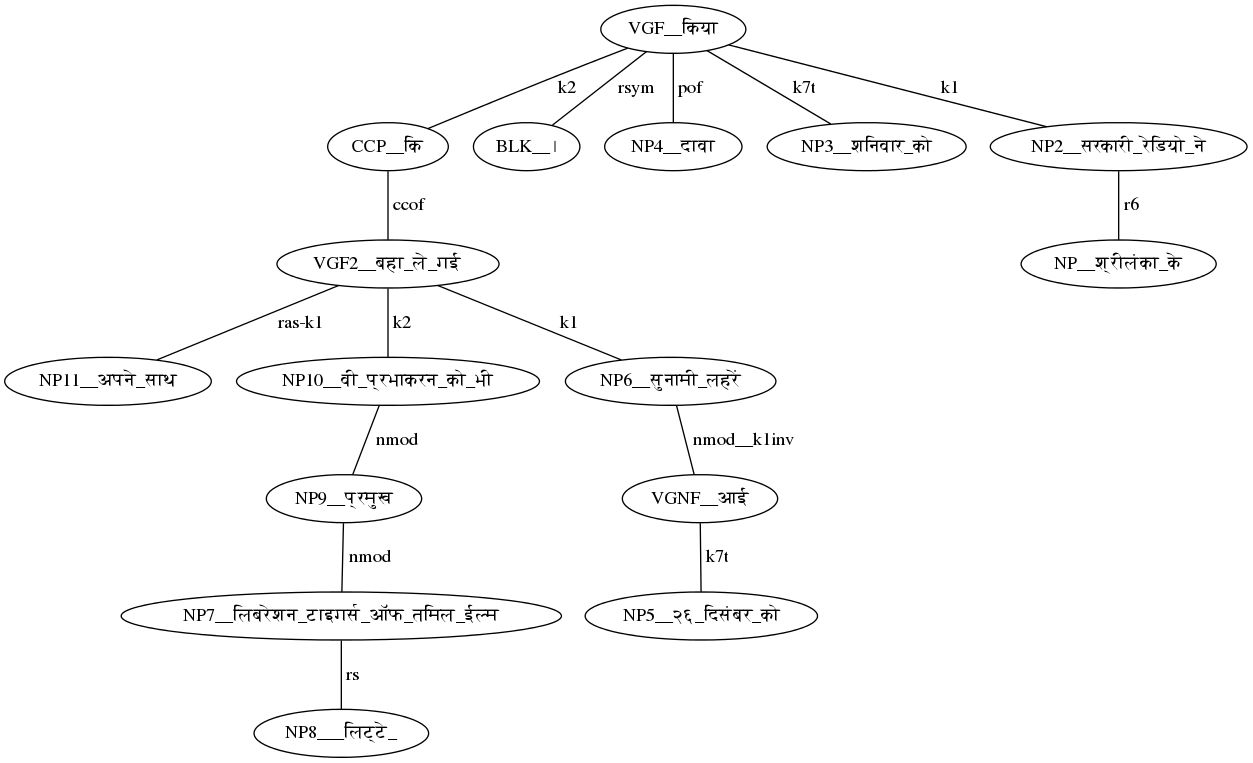 VGF__किया
k2 rsym pof k7t k1
CCP__कि BLK__। NP4__दावा NP3__शनिवार_को NP2__सरकारी_रेडियो_ने
ccof r6
VGF2__बहा_ले_गई NP__श्रीलंका_के
ras-k1 k2 k1
NP11__अपने_साथ NP10__वी_प्रभाकरन_को_भी NP6__सुनामी_लहरें
nmod nmod__k1inv
NP9__प्रमुख VGNF__आई
nmod k7t
NP7__लिबरेशन_टाइगर्स_ऑफ_तमिल_ईल्म NP5__२६_दिसंबर_को
rs
NP8___लिट्टे_